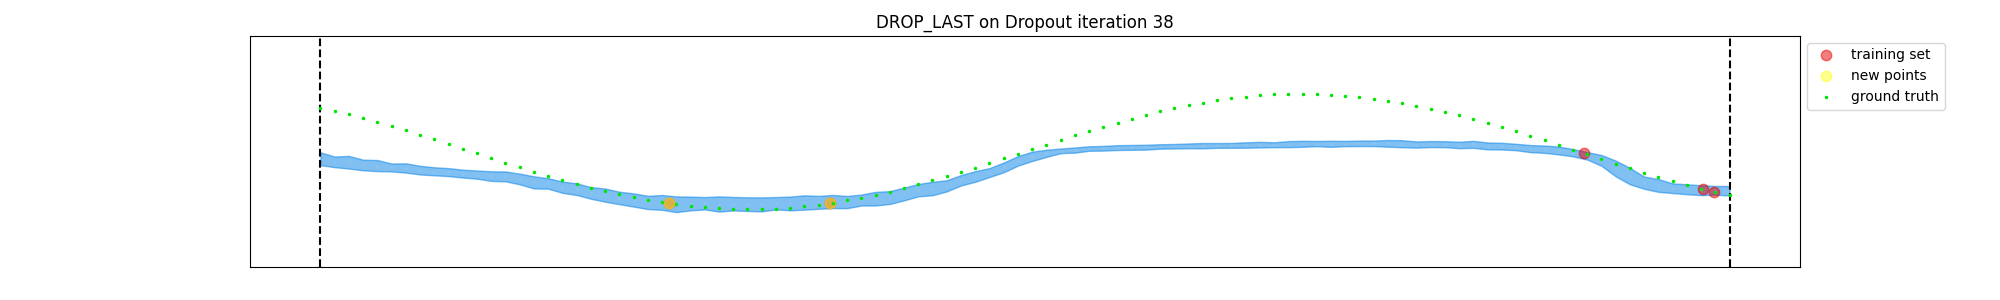 DROP_LAST on Dropout iteration 38
training set
new points
ground truth